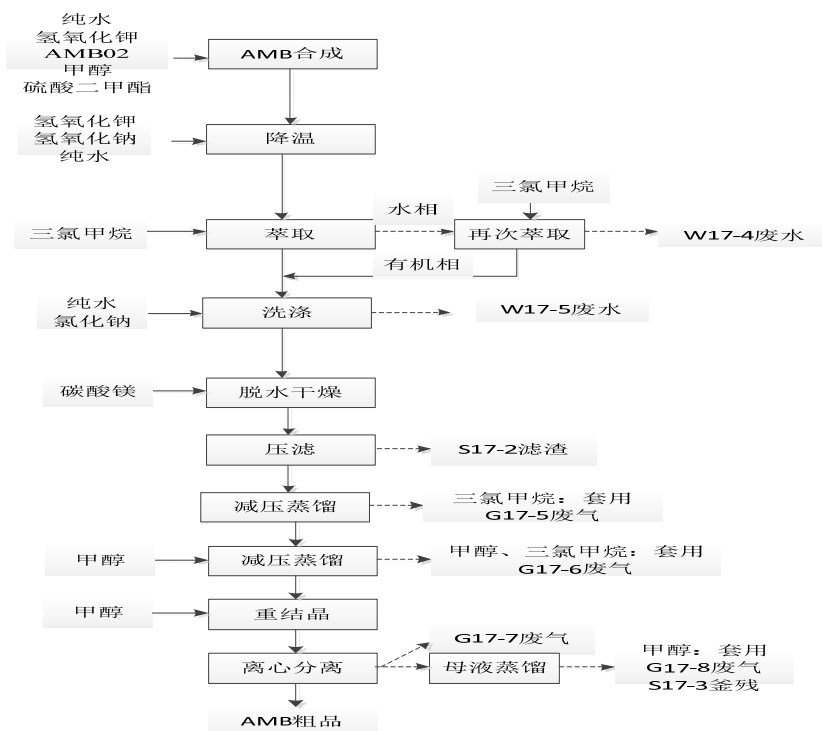 纯水
氢氧化钾
AMB02
甲醇
硫酸二甲酯
AMB合成
氢氧化钾
氢氧化钠
纯水
降温
三氯甲烷
水相
三氯甲烷
萃取
再次萃取
W17-4废水
有机相
纯水
氯化钠
洗涤
W17-5废水
碳酸镁
脱水干燥
压滤
S17-2滤渣
减压蒸馏
三氯甲烷：套用
G17-5废气
甲醇
减压蒸馏
甲醇、三氯甲烷：套用
G17-6废气
甲醇
重结晶
G17-7废气
离心分离
母液蒸馏
甲醇：套用
G17-8废气
S17-3釜残
AMB粗品